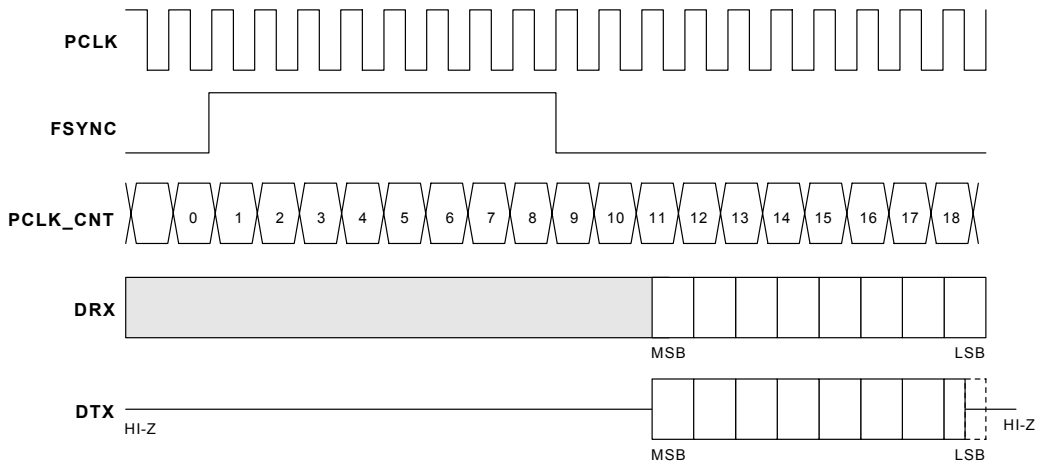 PCLK
FSYNC
PCLK_CNT 0 1 2 3 4 5 6 7 8 9 10 11 12 13 14 15 16 17 18
DRX
MSB LSB
DTX
HI-Z HI-Z
MSB LSB